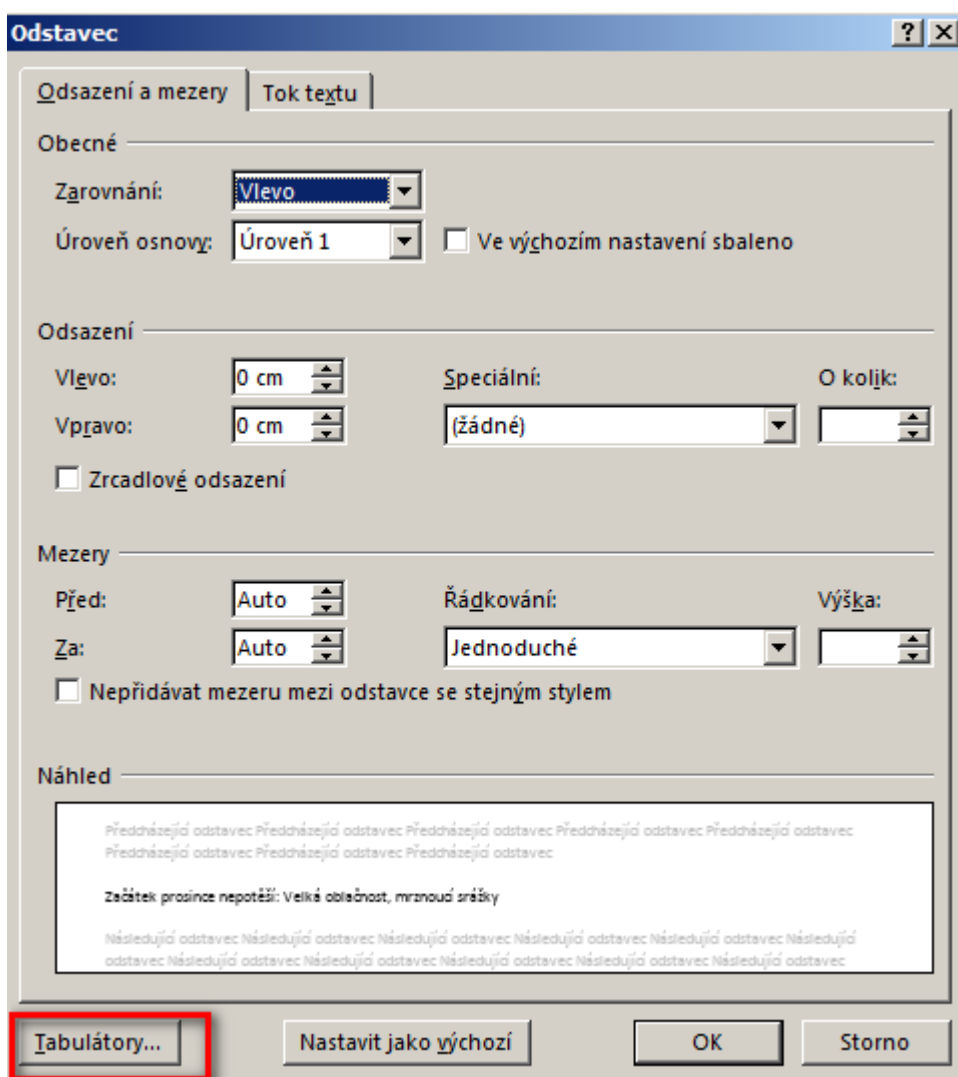 Odstavec
Odsazení a mezery Tok textu
Obecné
Zarovnání: Vlevo
Úroveň osnovy: Úroveň 1 Ve výchozím nastavení sbaleno
Odsazení
Vlevo: 0 cm Speciální: O kolik:
Vpravo: 0 cm (žádné)
Zrcadlové odsazení
Mezery
Před: Auto Řádkování: Výška:
Za: Auto Jednoduché
Nepřidávat mezeru mezi odstavce se stejným stylem
Náhled
Předcházející odstavec Předcházející odstavec Předcházející odstavec Předcházející odstavec Předcházející odstavec
Předcházející odstavec Předcházející odstavec Předcházející odstavec
Začátek prosince nepotěší: Velká oblačnost, mrznoucí srážky
Následující odstavec Následující odstavec Následující odstavec Následující odstavec Následující odstavec Následující
odstavec Následující odstavec Následující odstavec Následující odstavec Následující odstavec Následující odstavec
Tabulátory... Nastavit jako výchozí OK Storno